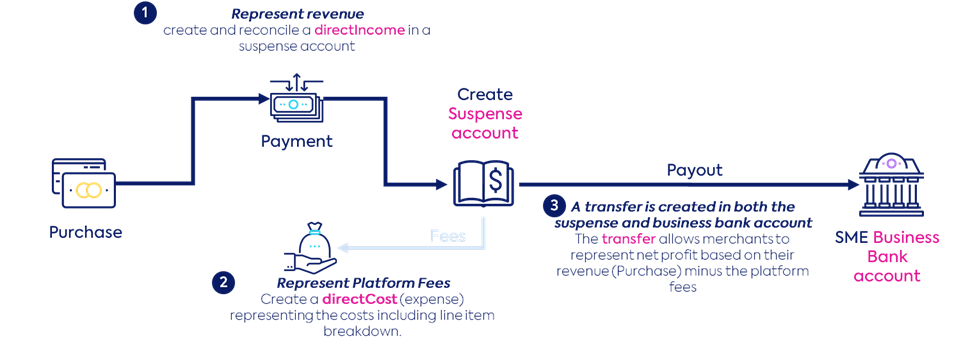 1
Represent revenue
create and reconcile a directIncome in a
suspense account
Payment
Create
Suspense
account
Purchase
Payout
Fees
2
Represent Platform Fees
Create a directCost (expense)
representing the costs including line item
breakdown.
3
A transfer is created in both the
suspense and business bank account
The transfer allows merchants to
represent net profit based on their
revenue (Purchase) minus the platform
fees
SME Business
Bank
account